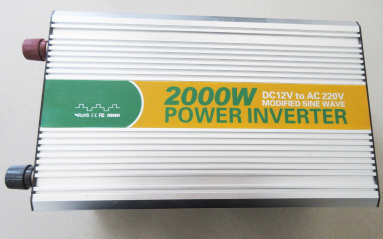 2000W
DC12V to AC 220V
MODIFIED SINE WAVE
POWER INVERTER